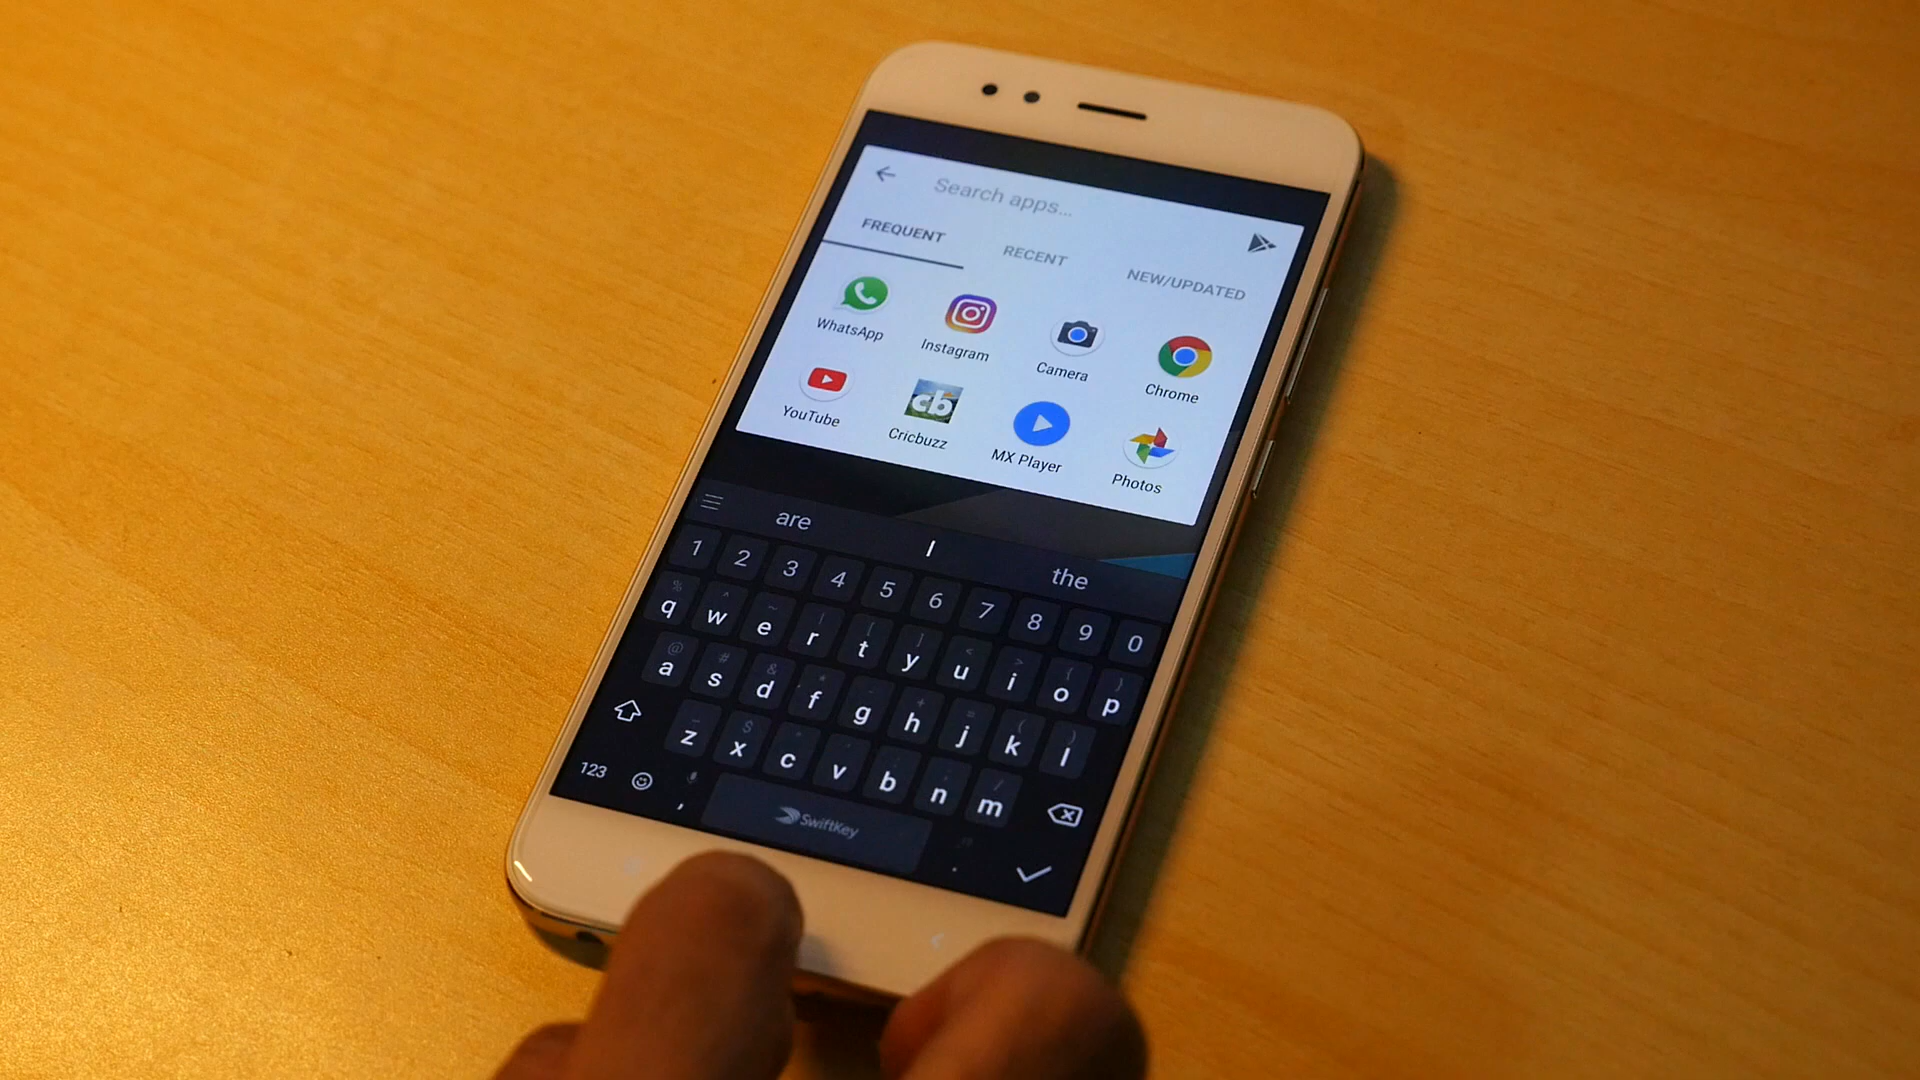 Search apps...
FREQUENT RECENT NEW/UPDATED
WhatsApp Instagram Camera Chrome
cb
YouTube Cricbuzz MX Player Photos
are I the
1 2 3 4 5 6 7 8 9 0
q w e r t y u i o p
a s d f g h j k l
z x c v b n m
123 , SwiftKey .